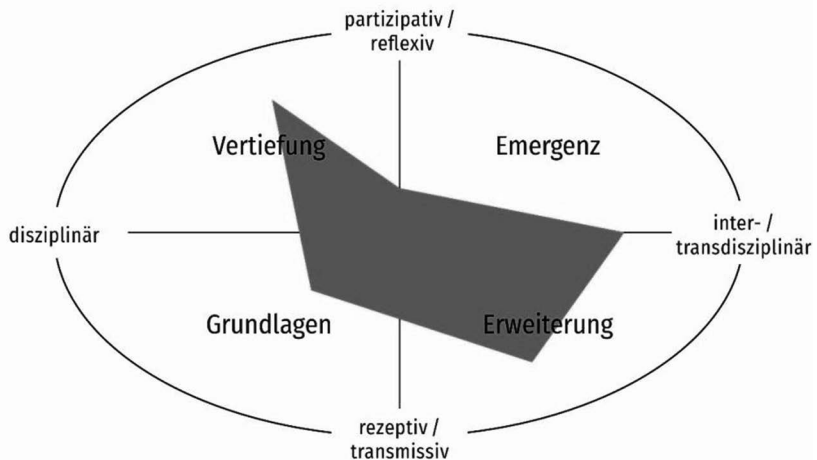 partizipativ /
reflexiv
Vertiefung
Emergenz
disziplinär
inter- /
transdisziplinär
Grundlagen
Erweiterung
rezeptiv /
transmissiv